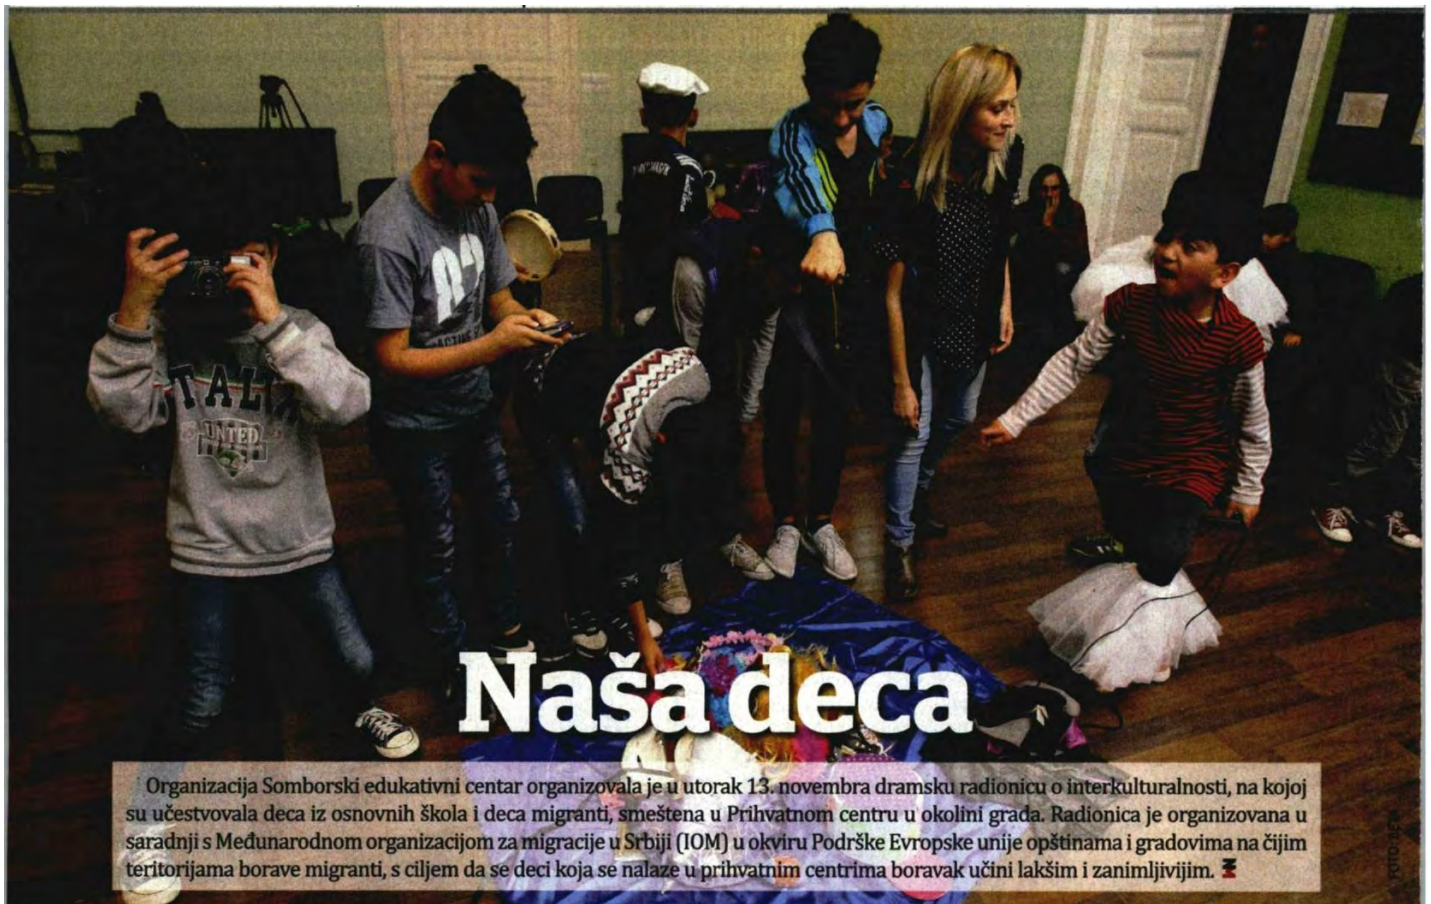 TALI
UNTED
Naša deca
Organizacija Somborski edukativni centar organizovala je u utorak 13. novembra dramsku radionicu o interkulturalnosti, na kojoj
su učestvovala deca iz osnovnih škola i deca migranti, smeštena u Prihvatnom centru u okolini grada. Radionica je organizovana u
saradnji s Međunarodnom organizacijom za migracije u Srbiji (IOM) u okviru Podrške Evropske unije opštinama i gradovima na čijim
teritorijama borave migranti, s ciljem da se deci koja se nalaze u prihvatnim centrima boravak učini lakšim i zanimljivijim.